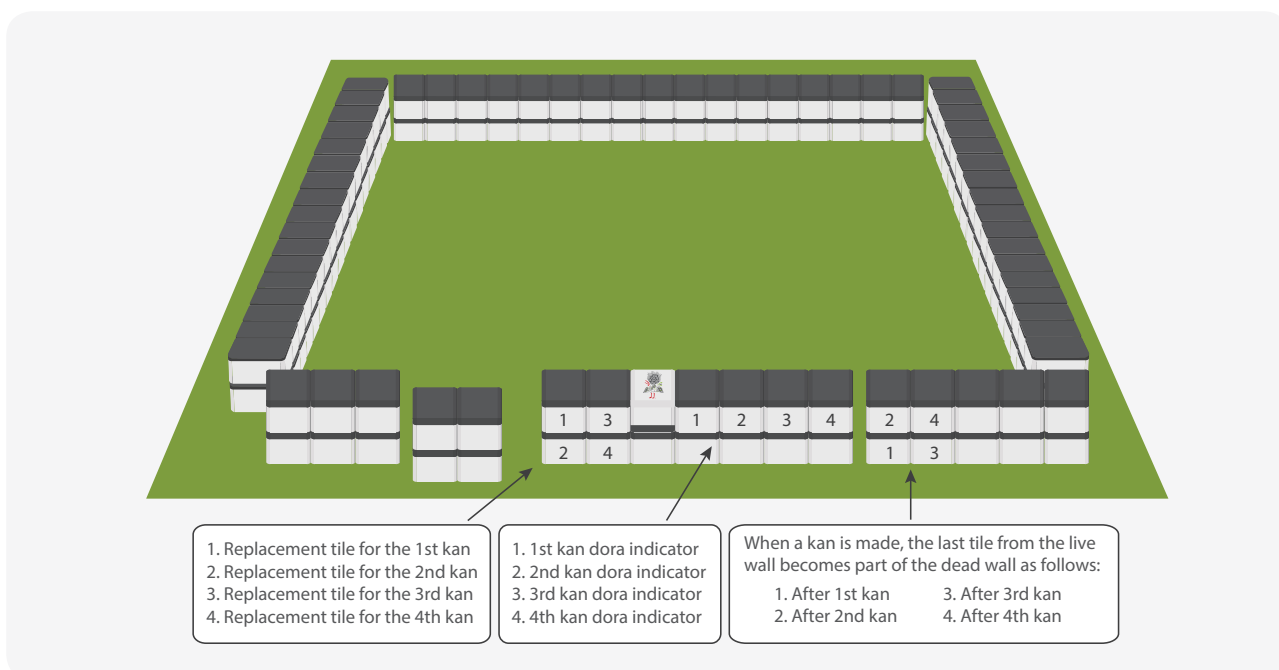 1 3 1 2 3 4 2 4
2 4 1 3
1. Replacement tile for the 1st kan
2. Replacement tile for the 2nd kan
3. Replacement tile for the 3rd kan
4. Replacement tile for the 4th kan
1. 1st kan dora indicator
2. 2nd kan dora indicator
3. 3rd kan dora indicator
4. 4th kan dora indicator
When a kan is made, the last tile from the live
wall becomes part of the dead wall as follows:
1. After 1st kan 3. After 3rd kan
2. After 2nd kan 4. After 4th kan